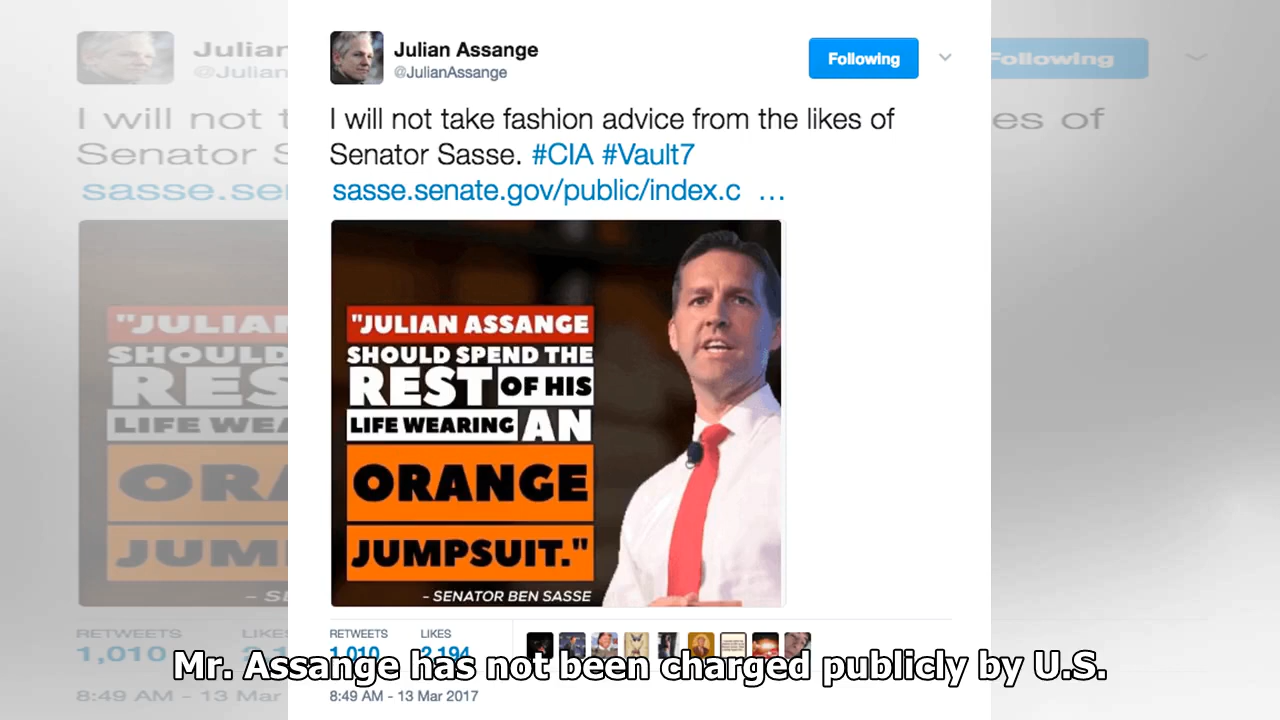 Julian Assange
@JulianAssange
Following
I will not take fashion advice from the likes of
Senator Sasse. #CIA #Vault7
sasse.senate.gov/public/index.c …
"JULIAN ASSANGE
SHOULD SPEND THE
REST OF HIS
LIFE WEARING AN
ORANGE
JUMPSUIT."
- SENATOR BEN SASSE
RETWEETS LIKES
1,010 2,194
Mr. Assange has not been charged publicly by U.S.
8:49 AM - 13 Mar 2017